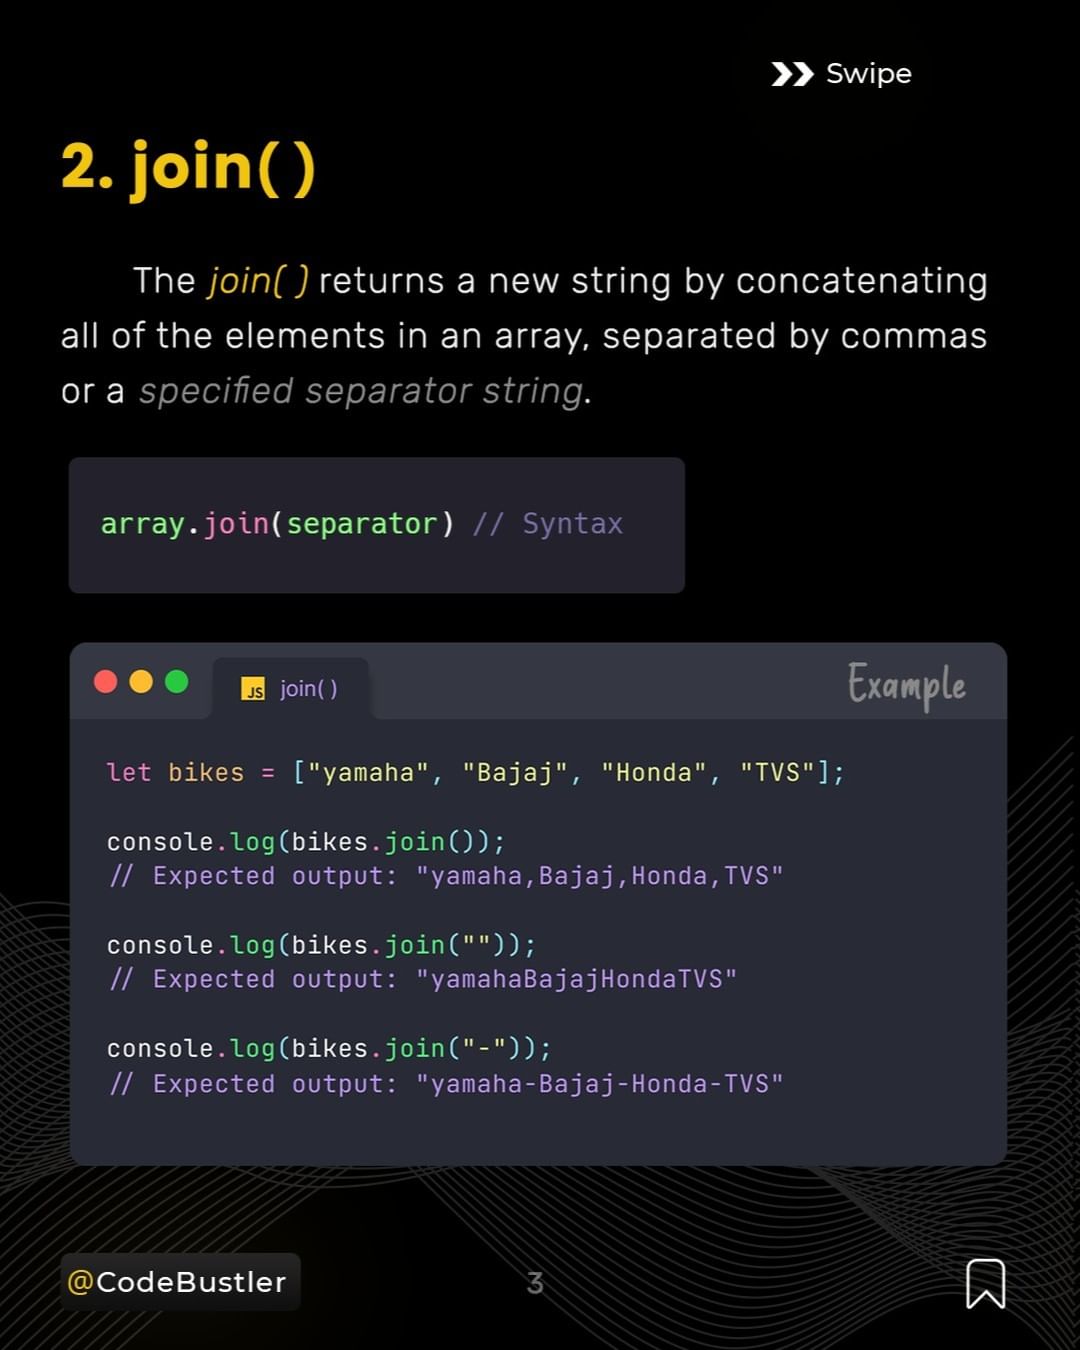 Swipe
2. join( )
The join( ) returns a new string by concatenating
all of the elements in an array, separated by commas
or a specified separator string.
array.join(separator) // Syntax
JS join( )
Example
let bikes = ["yamaha", "Bajaj", "Honda", "TVS"];
console.log(bikes.join());
// Expected output: "yamaha,Bajaj,Honda,TVS"
console.log(bikes.join(""));
// Expected output: "yamahaBajajHondaTVS"
console.log(bikes.join("-"));
// Expected output: "yamaha-Bajaj-Honda-TVS"
@CodeBustler
3